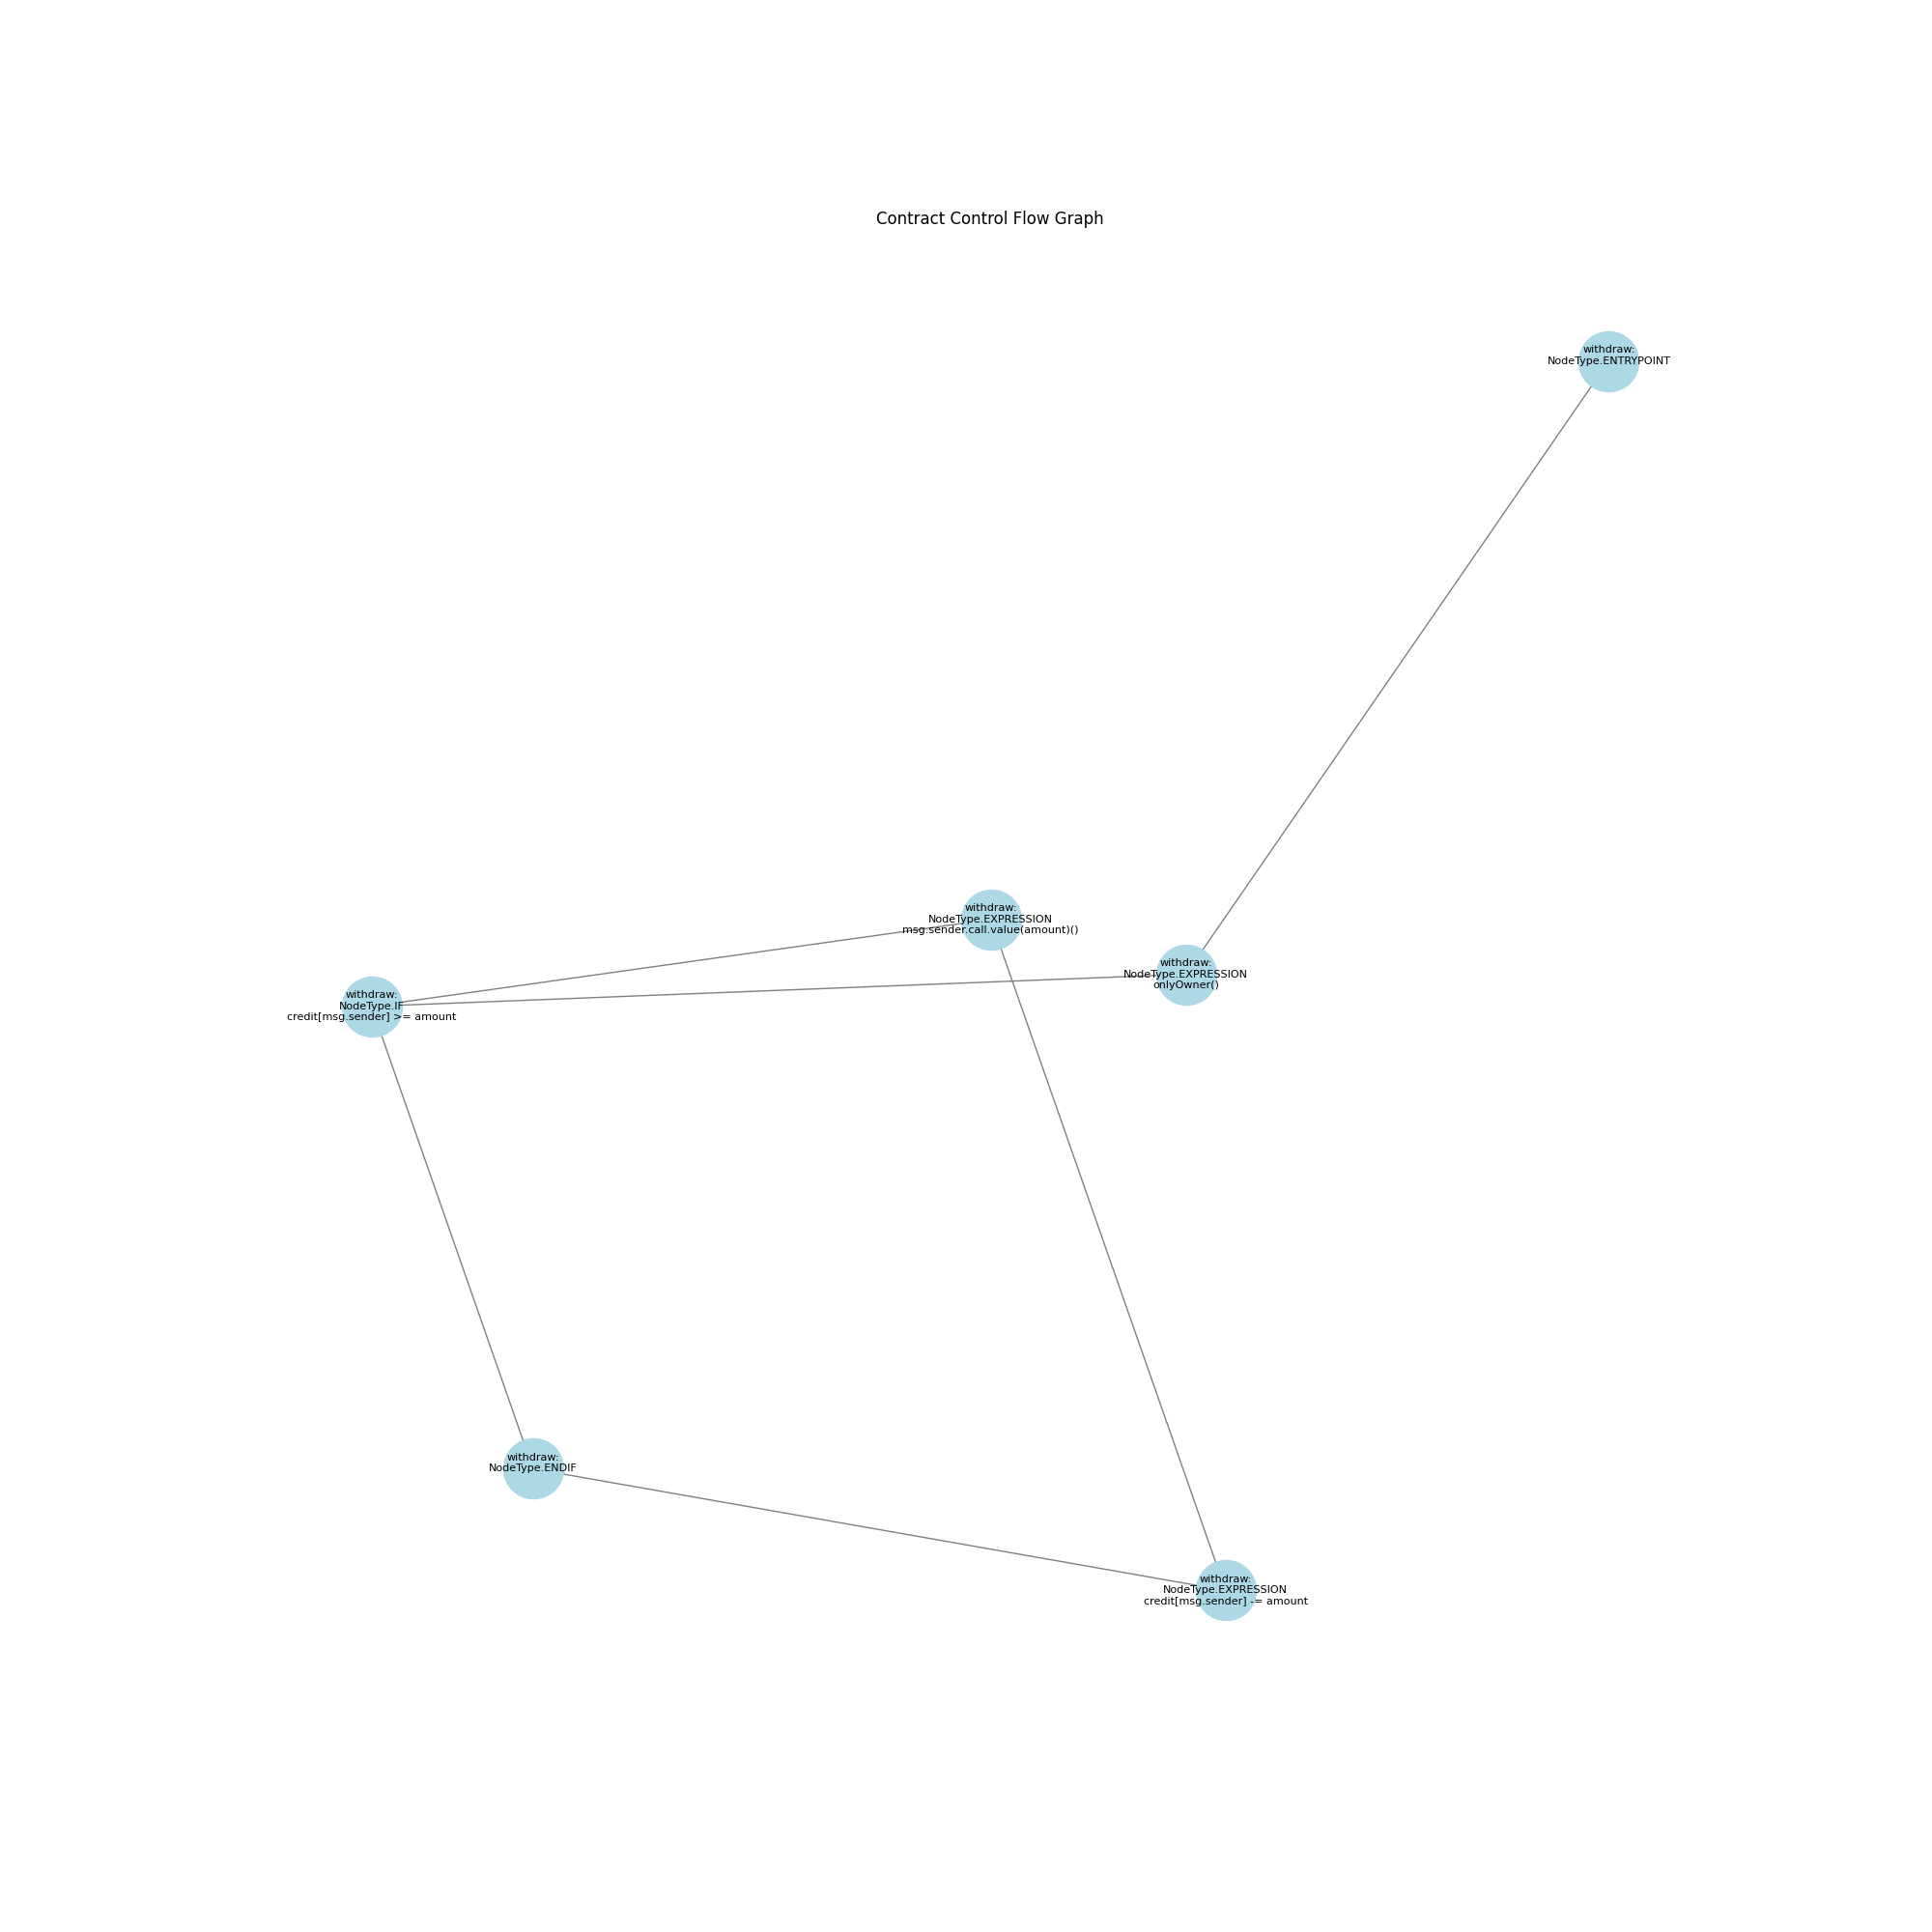 Contract Control Flow Graph
withdraw:
NodeType.ENTRYPOINT
withdraw:
NodeType.EXPRESSION
msg.sender.call.value(amount)()
withdraw:
NodeType.EXPRESSION
onlyOwner()
withdraw:
NodeType.IF
credit[msg.sender] >= amount
withdraw:
NodeType.ENDIF
withdraw:
NodeType.EXPRESSION
credit[msg.sender] -= amount